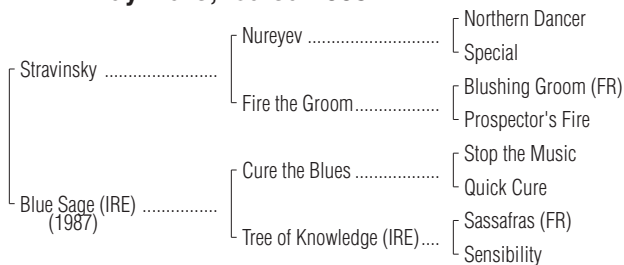 Northern Dancer
Nureyev ..............................
Special
Stravinsky ..........................
Blushing Groom (FR)
Fire the Groom....................
Prospector's Fire
Stop the Music
Cure the Blues ....................
Quick Cure
Blue Sage (IRE) .................
(1987)
Sassafras (FR)
Tree of Knowledge (IRE)....
Sensibility